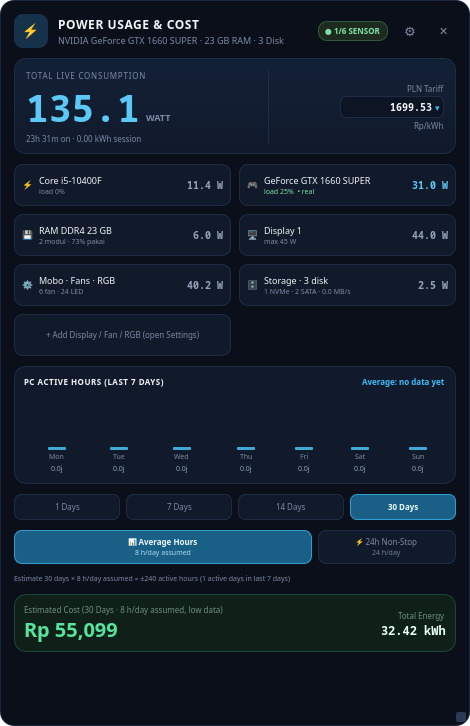 POWER USAGE & COST
NVIDIA GeForce GTX 1660 SUPER · 23 GB RAM · 3 Disk
1/6 SENSOR
TOTAL LIVE CONSUMPTION
135.1 WATT
23h 31m on · 0.00 kWh session
PLN Tariff
1699.53
Rp/kWh
Core i5-10400F
load 0%
11.4 W
GeForce GTX 1660 SUPER
load 25% • real
31.0 W
RAM DDR4 23 GB
2 modul · 73% pakai
6.0 W
Display 1
max 45 W
44.0 W
Mobo · Fans · RGB
6 fan · 24 LED
40.2 W
Storage · 3 disk
1 NVMe · 2 SATA · 0.0 MB/s
2.5 W
+ Add Display / Fan / RGB (open Settings)
PC ACTIVE HOURS (LAST 7 DAYS)
Average: no data yet
Mon Tue Wed Thu Fri Sat Sun
0.0j 0.0j 0.0j 0.0j 0.0j 0.0j 0.0j
1 Days
7 Days
14 Days
30 Days
Average Hours
8 h/day assumed
24h Non-Stop
24 h/day
Estimate 30 days × 8 h/day assumed = ±240 active hours (1 active days in last 7 days)
Estimated Cost (30 Days · 8 h/day assumed, low data)
Rp 55,099
Total Energy
32.42 kWh